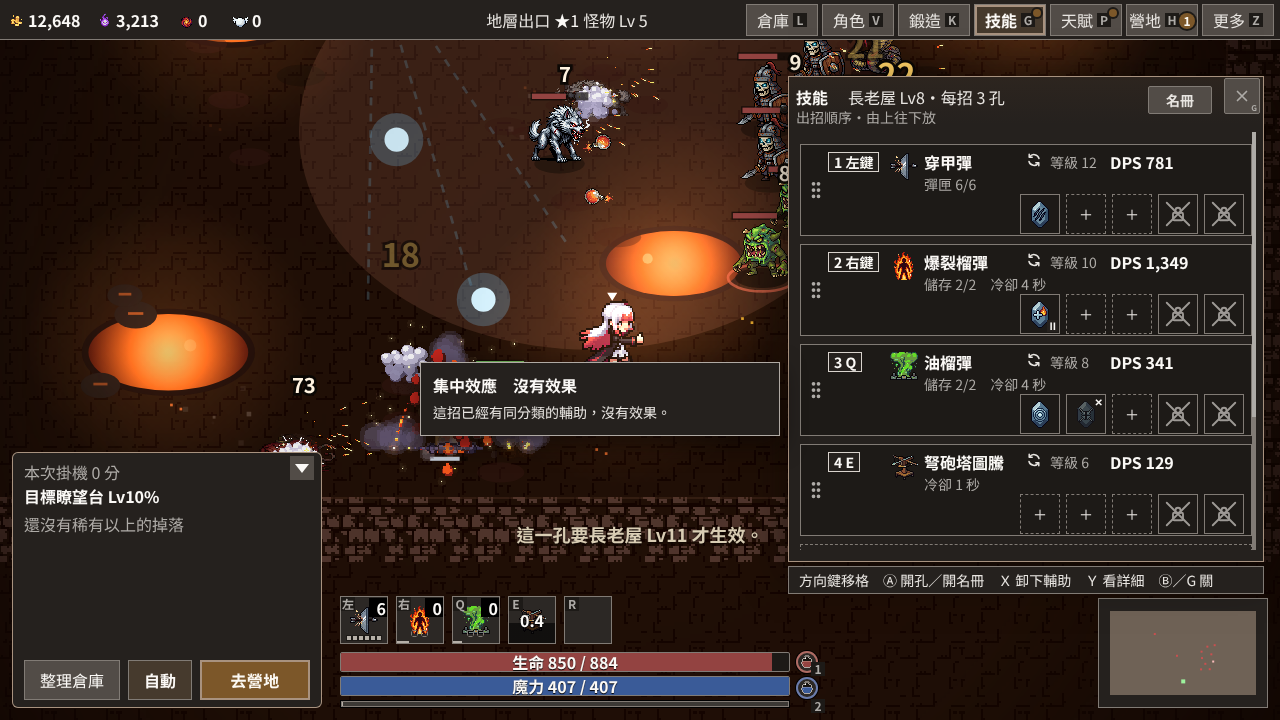 12,648 3,213 0 0
地層出口 ★1 怪物 Lv 5
倉庫 L 角色 V 鍛造 K 技能 G 天賦 P 營地 H 1 更多 Z
7
9
21
22
8
18
73
技能 長老屋 Lv8・每招 3 孔
名冊
G
出招順序・由上往下放
1 左鍵 穿甲彈 等級 12 DPS 781
彈匣 6/6
2 右鍵 爆裂榴彈 等級 10 DPS 1,349
儲存 2/2 冷卻 4 秒
3 Q 油榴彈 等級 8 DPS 341
儲存 2/2 冷卻 4 秒
4 E 弩砲塔圖騰 等級 6 DPS 129
冷卻 1 秒
集中效應 沒有效果
這招已經有同分類的輔助，沒有效果。
這一孔要長老屋 Lv11 才生效。
方向鍵移格 Ⓐ 開孔／開名冊 X 卸下輔助 Y 看詳細 Ⓑ／G 關
本次掛機 0 分
目標瞭望台 Lv10%
還沒有稀有以上的掉落
整理倉庫 自動 去營地
左 6 右 0 Q 0 E 0.4 R
生命 850 / 884
1
魔力 407 / 407
2